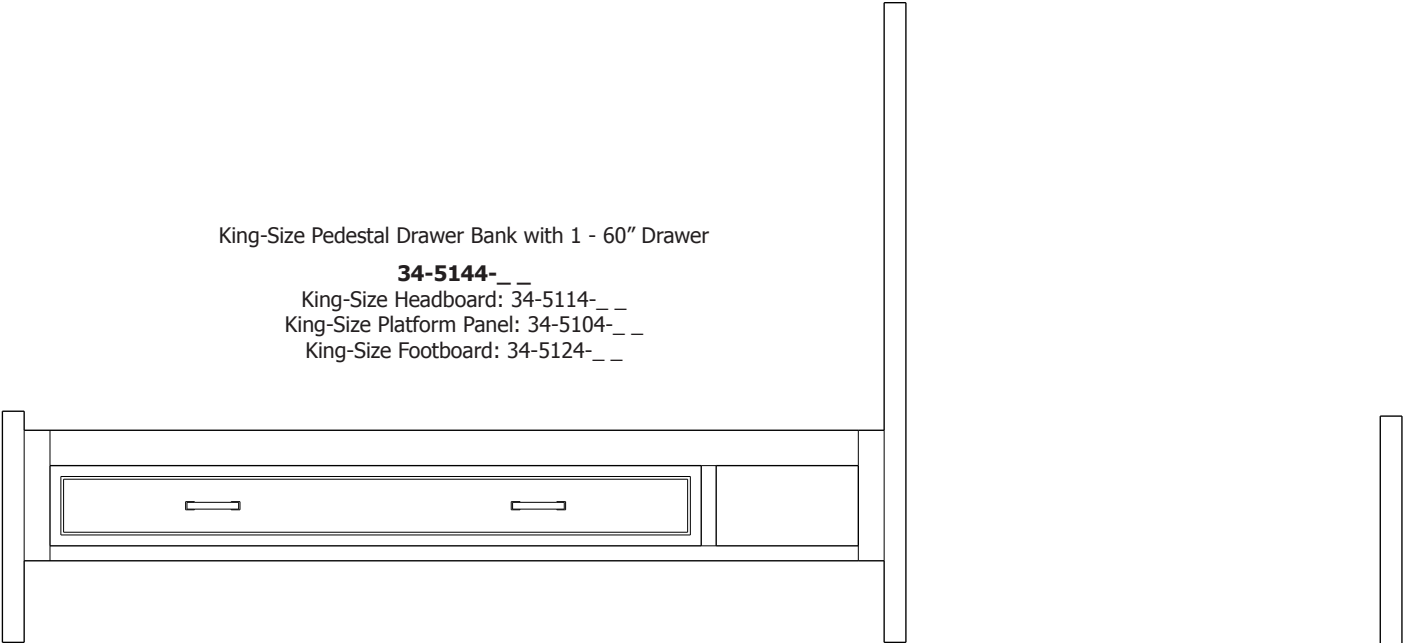 King-Size Pedestal Drawer Bank with 1 - 60” Drawer
34-5144-_ _
King-Size Headboard: 34-5114-_ _
King-Size Platform Panel: 34-5104-_ _
King-Size Footboard: 34-5124-_ _